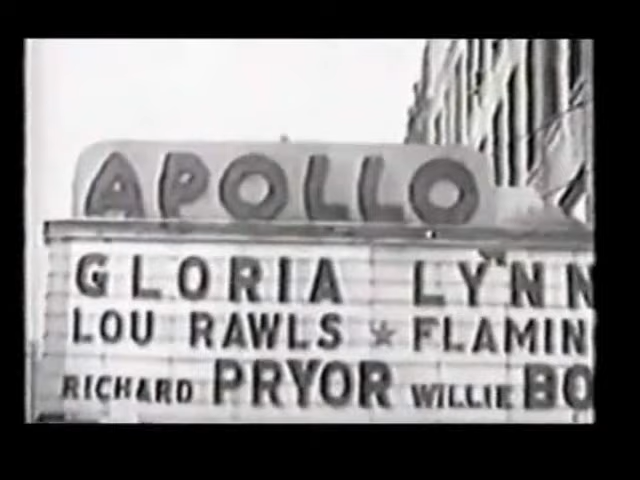 APOLLO
GLORIA LYNN
LOU RAWLS ★ FLAMIN
RICHARD PRYOR WILLIE BO